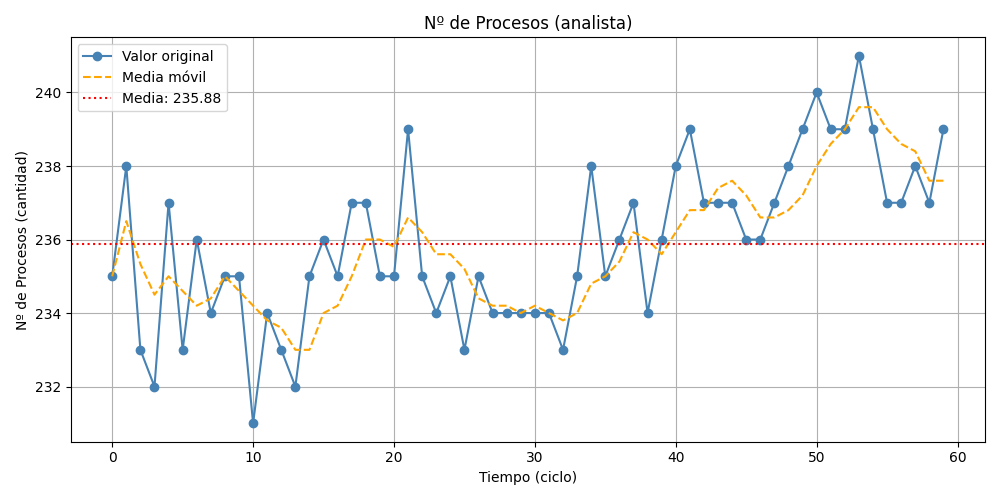 Nº de Procesos (analista)
Valor original
Media móvil
Media: 235.88
Nº de Procesos (cantidad)
240
238
236
234
232
0 10 20 30 40 50 60
Tiempo (ciclo)